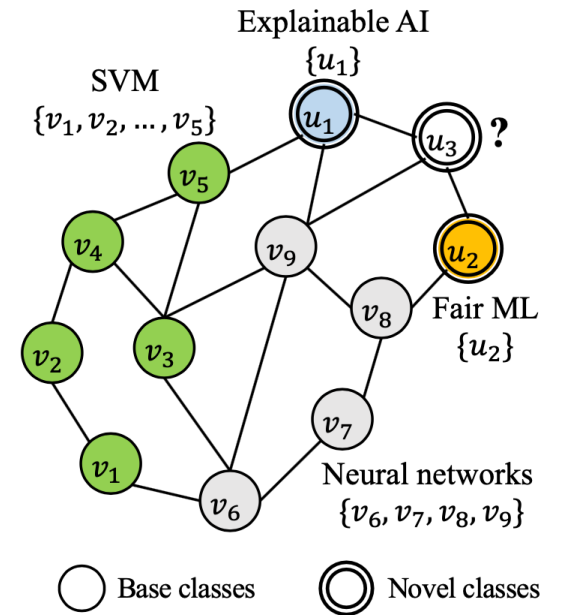 Explainable AI
{u₁}
SVM
{v₁, v₂, ..., v₅}
u₁
u₃
?
v₅
v₄
v₉
u₂
v₈
Fair ML
{u₂}
v₂
v₃
v₇
v₁
v₆
Neural networks
{v₆, v₇, v₈, v₉}
Base classes
Novel classes